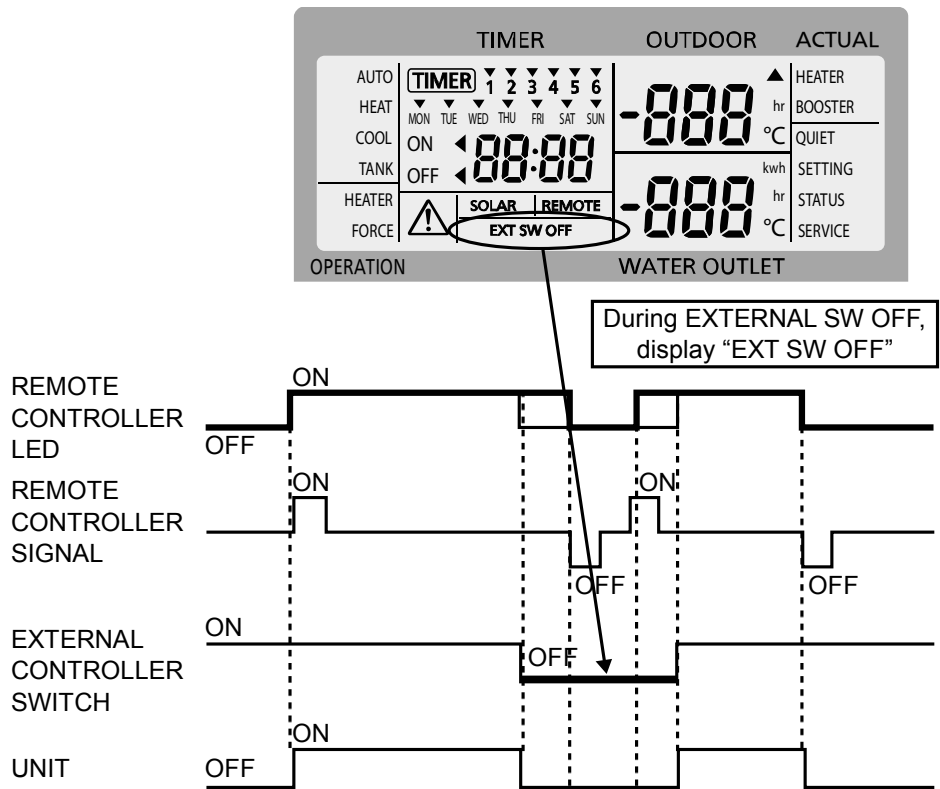 TIMER OUTDOOR ACTUAL
AUTO TIMER 1 2 3 4 5 6 HEATER
HEAT MON TUE WED THU FRI SAT SUN -888 hr BOOSTER
COOL ON 88:88 °C QUIET
TANK OFF kwh SETTING
HEATER SOLAR REMOTE -888 hr STATUS
FORCE EXT SW OFF °C SERVICE
OPERATION WATER OUTLET
During EXTERNAL SW OFF,
display “EXT SW OFF”
REMOTE
CONTROLLER
LED
ON
OFF
REMOTE
CONTROLLER
SIGNAL
ON
OFF
ON
OFF
EXTERNAL
CONTROLLER
SWITCH
ON
OFF
UNIT
ON
OFF